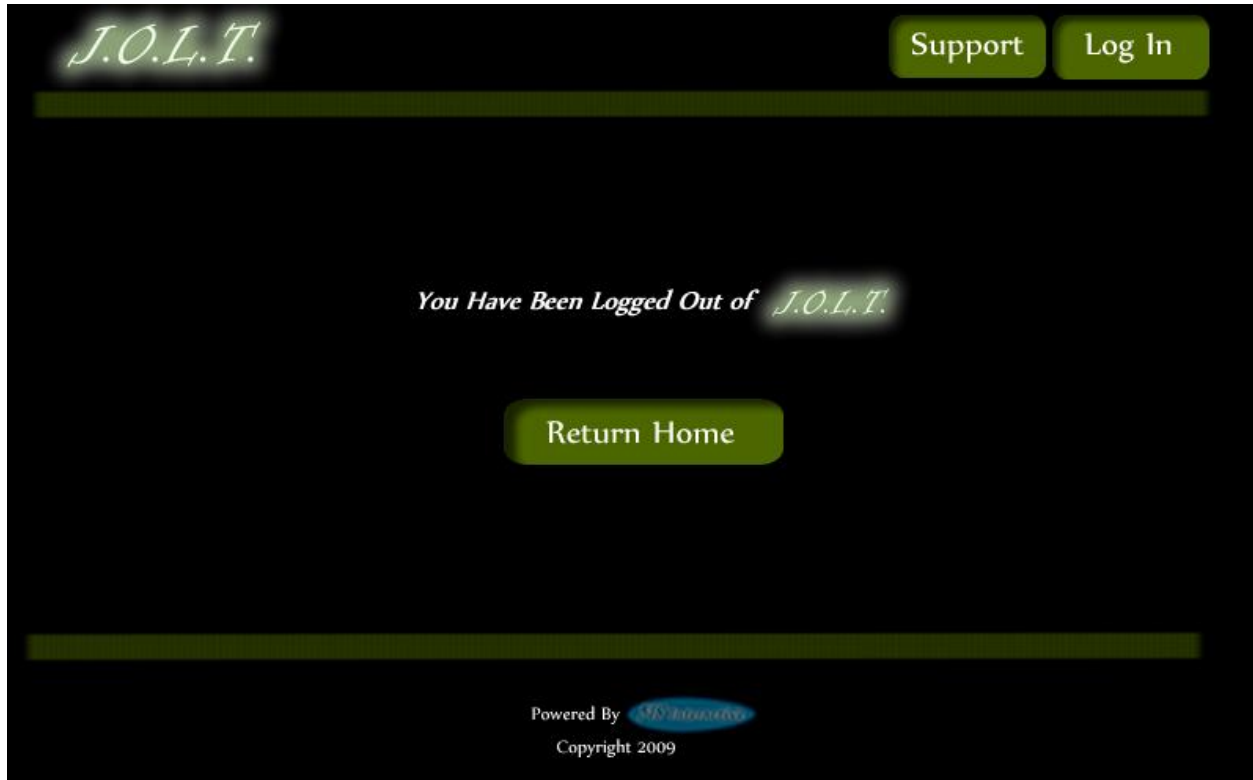 J.O.L.T.
Support
Log In
You Have Been Logged Out of J.O.L.T.
Return Home
Powered By
Copyright 2009